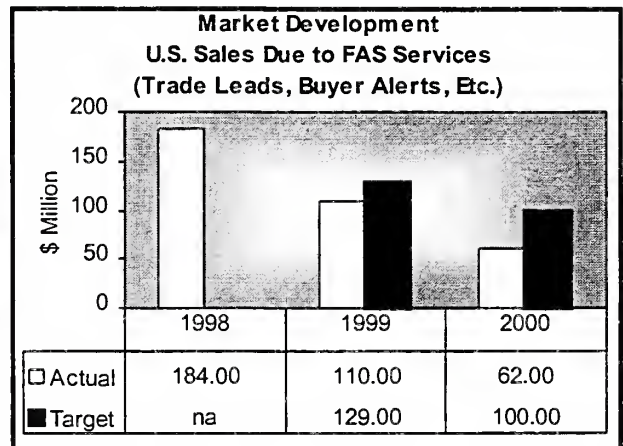 Market Development
U.S. Sales Due to FAS Services
(Trade Leads, Buyer Alerts, Etc.)
200
150
100
50
0
$ Million
1998 1999 2000
Actual 184.00 110.00 62.00
Target na 129.00 100.00